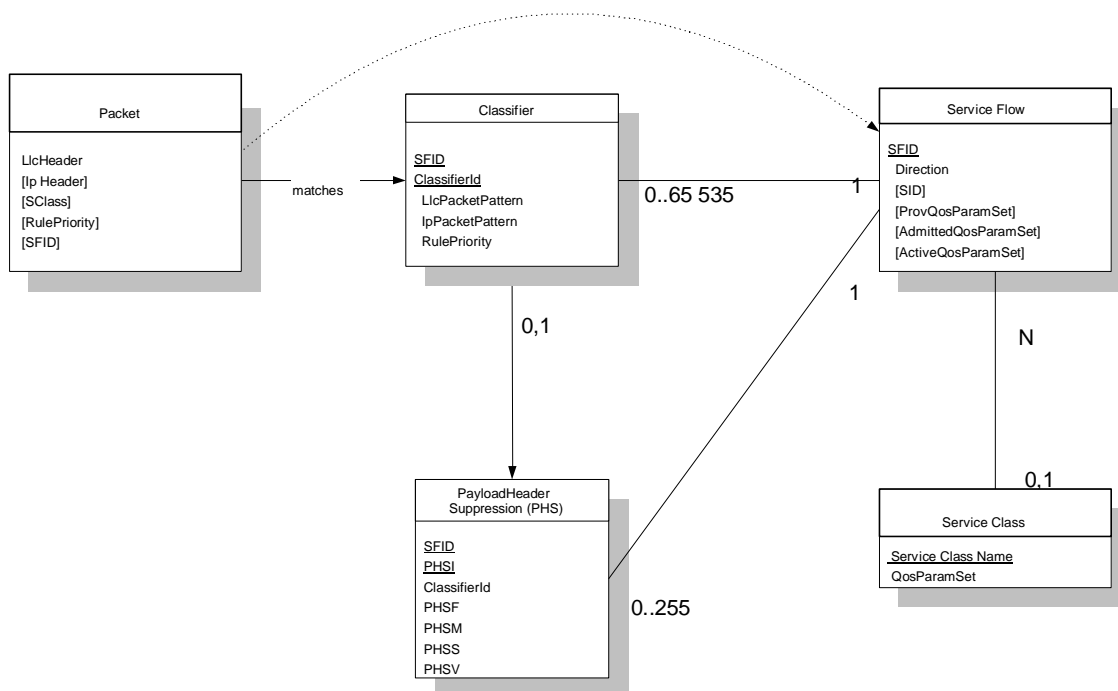 Packet
LlcHeader
[Ip Header]
[SClass]
[RulePriority]
[SFID]
matches
Classifier
SFID
ClassifierId
LlcPacketPattern
IpPacketPattern
RulePriority
0..65 535
1
Service Flow
SFID
Direction
[SID]
[ProvQosParamSet]
[AdmittedQosParamSet]
[ActiveQosParamSet]
1
0,1
N
PayloadHeader
Suppression (PHS)
SFID
PHSI
ClassifierId
PHSF
PHSM
PHSS
PHSV
0..255
0,1
Service Class
Service Class Name
QosParamSet